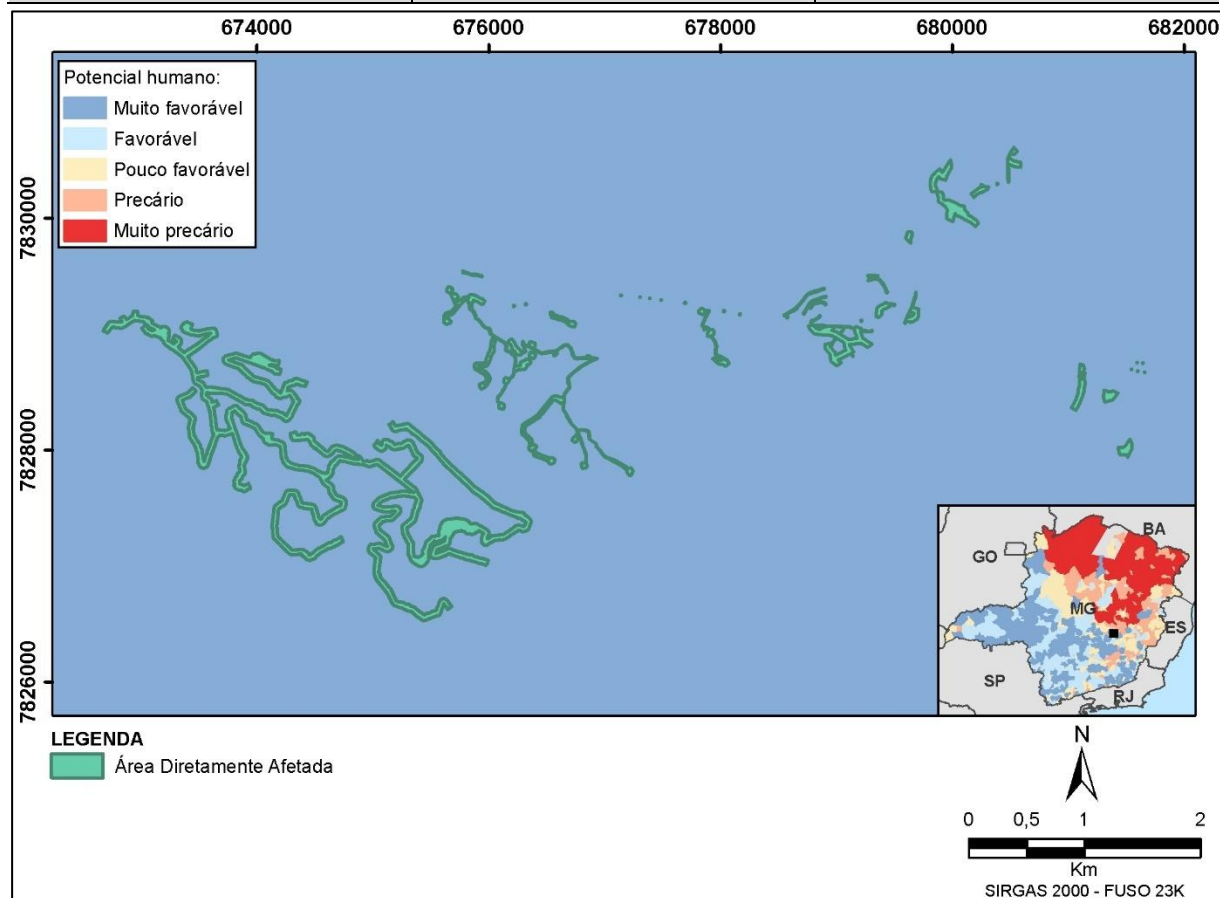 674000 676000 678000 680000 682000
Potencial humano:
Muito favorável
Favorável
Pouco favorável
Precário
Muito precário
7830000
7828000
7826000
BA
GO
MG
ES
SP
RJ
LEGENDA
Área Diretamente Afetada
N
0 0,5 1 2
Km
SIRGAS 2000 - FUSO 23K